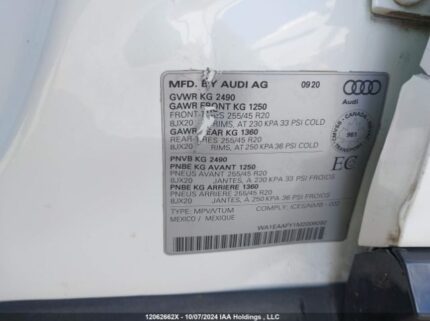 MFD. BY AUDI AG 09 20
GVWR KG 2490
GAWR FRONT KG 1250
FRONT-TIRES 255/45 R20
8JX20 RIMS, AT 230 KPA 33 PSI COLD
GAWR REAR KG 1360
REAR-TIRES 255/45 R20
8JX20 RIMS, AT 250 KPA 36 PSI COLD
Audi
CANADA
TRANSPORT
PNVB KG 2490
PNBE KG AVANT 1250
PNEUS AVANT 255/45 R20
8JX20 JANTES, A 230 KPA 33 PSI FROIDS
PNBE KG ARRIERE 1360
PNEUS ARRIERE 255/45 R20
8JX20 JANTES, A 250 KPA 36 PSI FROIDS
EC
TYPE: MPV/VTUM
MEXICO / MEXIQUE
12062662X - 10/07/2024 IAA Holdings , LLC